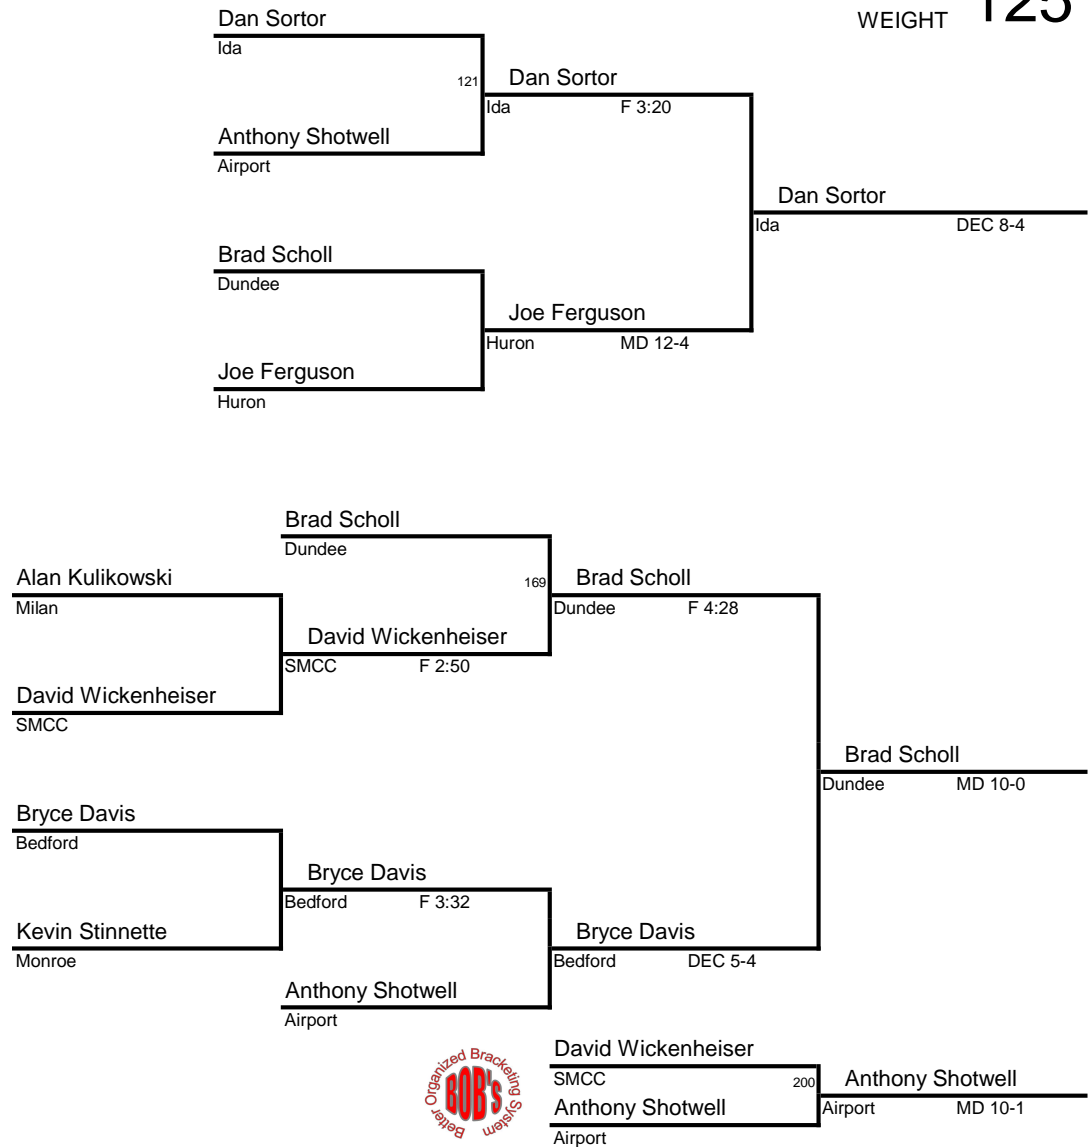 WEIGHT 125
Dan Sortor
Ida
121 Dan Sortor
Ida F 3:20
Anthony Shotwell
Airport
Dan Sortor
Ida DEC 8-4
Brad Scholl
Dundee
Joe Ferguson
Huron MD 12-4
Joe Ferguson
Huron
Brad Scholl
Dundee
Alan Kulikowski
Milan
169 Brad Scholl
Dundee F 4:28
David Wickenheiser
SMCC F 2:50
David Wickenheiser
SMCC
Brad Scholl
Dundee MD 10-0
Bryce Davis
Bedford
Bryce Davis
Bedford F 3:32
Kevin Stinnette
Monroe
Bryce Davis
Bedford DEC 5-4
Anthony Shotwell
Airport
David Wickenheiser
SMCC
200 Anthony Shotwell
Airport MD 10-1
Anthony Shotwell
Airport
Better Organized Bracketing System
BOB's